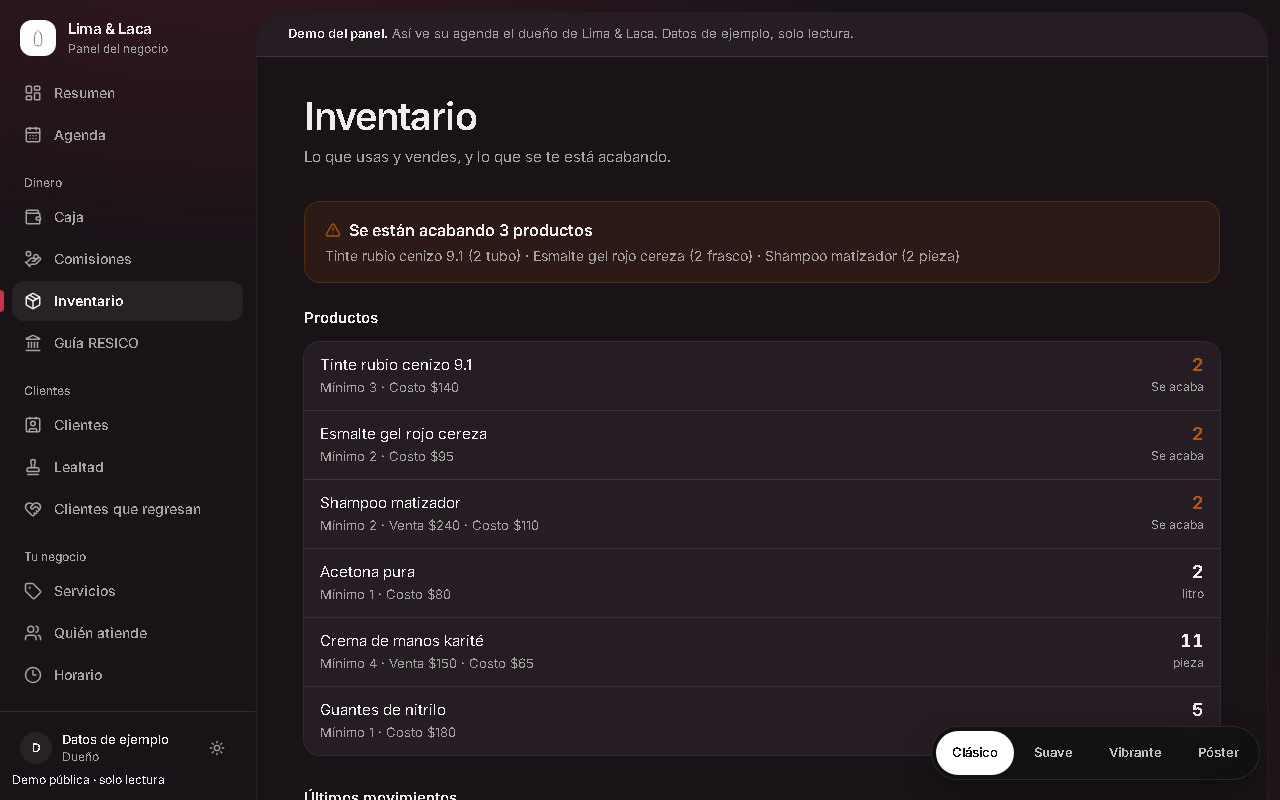 Lima & Laca
Panel del negocio
Resumen
Agenda
Dinero
Caja
Comisiones
Inventario
Guía RESICO
Clientes
Clientes
Lealtad
Clientes que regresan
Tu negocio
Servicios
Quién atiende
Horario
D
Datos de ejemplo
Dueño
Demo pública · solo lectura
Demo del panel. Así ve su agenda el dueño de Lima & Laca. Datos de ejemplo, solo lectura.
Inventario
Lo que usas y vendes, y lo que se te está acabando.
Se están acabando 3 productos
Tinte rubio cenizo 9.1 (2 tubo) · Esmalte gel rojo cereza (2 frasco) · Shampoo matizador (2 pieza)
Productos
Tinte rubio cenizo 9.1
2
Mínimo 3 · Costo $140
Se acaba
Esmalte gel rojo cereza
2
Mínimo 2 · Costo $95
Se acaba
Shampoo matizador
2
Mínimo 2 · Venta $240 · Costo $110
Se acaba
Acetona pura
2
Mínimo 1 · Costo $80
litro
Crema de manos karité
11
Mínimo 4 · Venta $150 · Costo $65
pieza
Guantes de nitrilo
5
Mínimo 1 · Costo $180
Clásico
Suave
Vibrante
Póster
Últimos movimientos